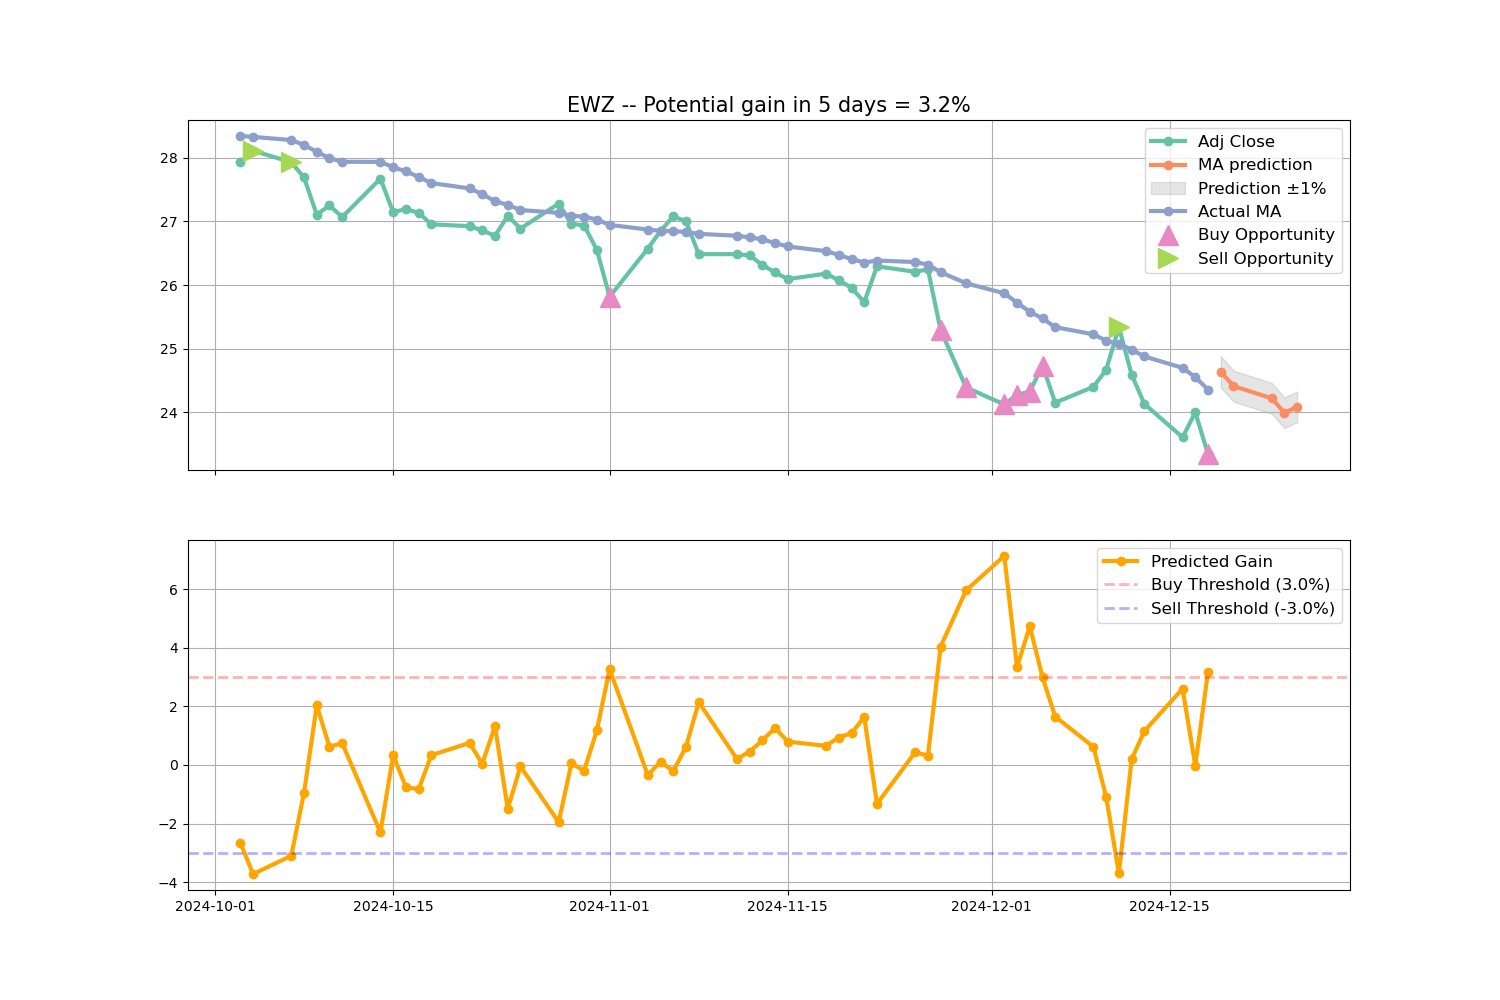 EWZ -- Potential gain in 5 days = 3.2%
28
27
26
25
24
Adj Close
MA prediction
Prediction ±1%
Actual MA
Buy Opportunity
Sell Opportunity
6
4
2
0
−2
−4
Predicted Gain
Buy Threshold (3.0%)
Sell Threshold (-3.0%)
2024-10-01 2024-10-15 2024-11-01 2024-11-15 2024-12-01 2024-12-15